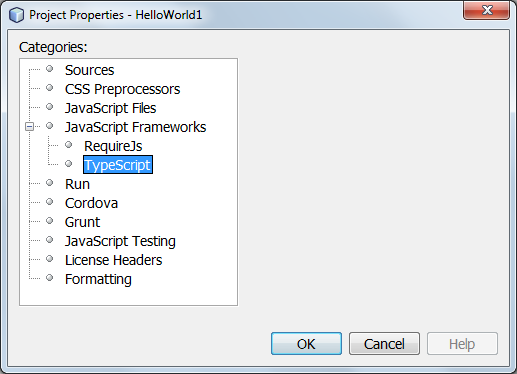 Project Properties - HelloWorld1
Categories:
Sources
CSS Preprocessors
JavaScript Files
JavaScript Frameworks
RequireJs
TypeScript
Run
Cordova
Grunt
JavaScript Testing
License Headers
Formatting
OK Cancel Help